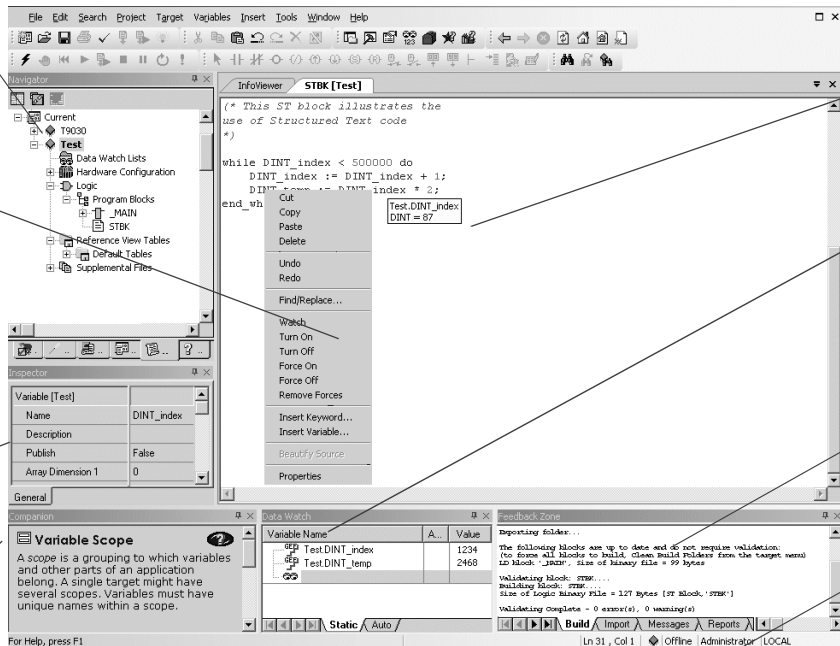 File Edit Search Project Target Variables Insert Tools Window Help
Navigator
Current
T9030
Test
Data Watch Lists
Hardware Configuration
Logic
Program Blocks
_MAIN
STBK
Reference View Tables
Default Tables
Supplemental Files
InfoViewer STBK [Test]
(* This ST block illustrates the
use of Structured Text code
*)
while DINT_index < 500000 do
DINT_index := DINT_index + 1;
DINT_temp := DINT_index * 2;
end_wh
Test.DINT_index
DINT = 87
Cut
Copy
Paste
Delete
Undo
Redo
Find/Replace...
Watch
Turn On
Turn Off
Force On
Force Off
Remove Forces
Insert Keyword...
Insert Variable...
Beautify Source
Properties
Inspector
Variable [Test]
Name DINT_index
Description
Publish False
Array Dimension 1 0
General
Companion
Variable Scope
A scope is a grouping to which variables
and other parts of an application
belong. A single target might have
several scopes. Variables must have
unique names within a scope.
Data Watch
Variable Name A... Value
Test.DINT_index 1234
Test.DINT_temp 2468
Static Auto
Feedback Zone
Exporting folder...
The following blocks are up to date and do not require validation:
(to force all blocks to build, Clean Build Folders from the target menu)
LD block '_MAIN', Size of binary file = 99 bytes
Validating block: STBK....
Building block: STBK....
Size of Logic Binary File = 127 Bytes [ST Block, 'STBK']
Validating Complete - 0 error(s), 0 warning(s)
Build Import Messages Reports
For Help, press F1
Ln 31 , Col 1 Offline Administrator LOCAL